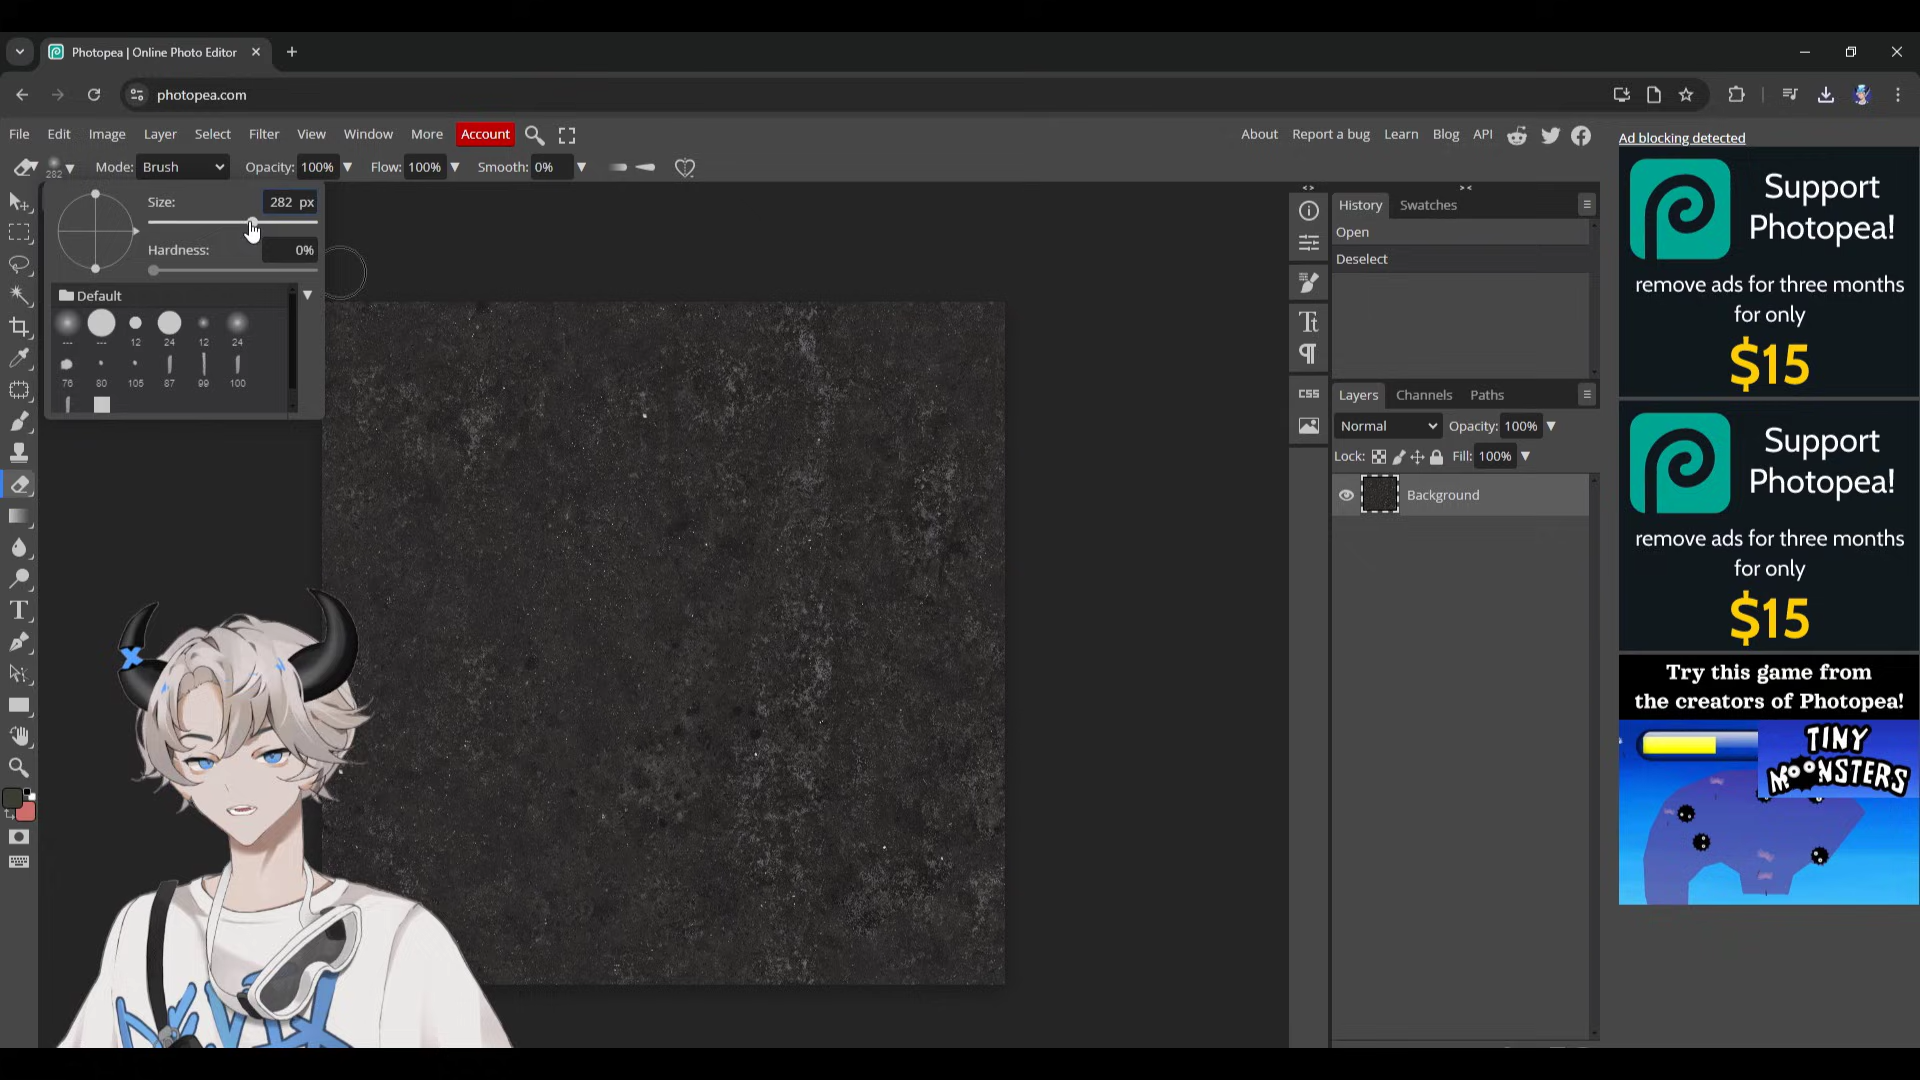 Photopea | Online Photo Editor
photopea.com
File Edit Image Layer Select Filter View Window More Account
About Report a bug Learn Blog API
282 Mode: Brush Opacity: 100% Flow: 100% Smooth: 0%
Size: 282 px
Hardness: 0%
Default
--- --- 12 24 12 24
76 80 105 87 99 100
History Swatches
Open
Deselect
CSS
Layers Channels Paths
Normal Opacity: 100%
Lock: Fill: 100%
Background
Ad blocking detected
Support
Photopea!
remove ads for three months
for only
$15
Support
Photopea!
remove ads for three months
for only
$15
Try this game from
the creators of Photopea!
TINY
MOONSTERS